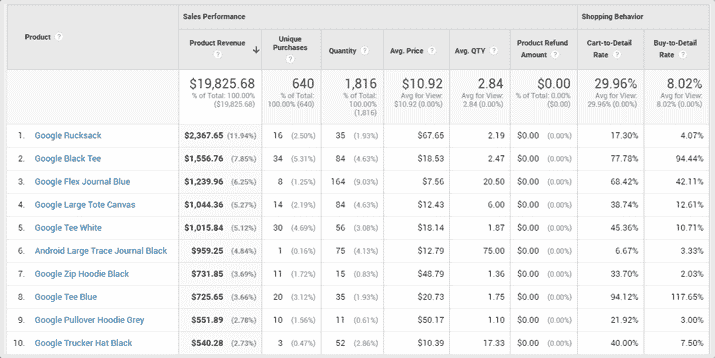 Sales Performance Shopping Behavior
Product ? Product Revenue ? Unique Purchases ? Quantity ? Avg. Price ? Avg. QTY ? Product Refund Amount ? Cart-to-Detail Rate ? Buy-to-Detail Rate ?
$19,825.68 640 1,816 $10.92 2.84 $0.00 29.96% 8.02%
% of Total: 100.00% ($19,825.68) % of Total: 100.00% (640) % of Total: 100.00% (1,816) Avg for View: $10.92 (0.00%) Avg for View: 2.84 (0.00%) % of Total: 0.00% ($0.00) Avg for View: 29.96% (0.00%) Avg for View: 8.02% (0.00%)
1. Google Rucksack $2,367.65 (11.94%) 16 (2.50%) 35 (1.93%) $67.65 2.19 $0.00 (0.00%) 17.30% 4.07%
2. Google Black Tee $1,556.76 (7.85%) 34 (5.31%) 84 (4.63%) $18.53 2.47 $0.00 (0.00%) 77.78% 94.44%
3. Google Flex Journal Blue $1,239.96 (6.25%) 8 (1.25%) 164 (9.03%) $7.56 20.50 $0.00 (0.00%) 68.42% 42.11%
4. Google Large Tote Canvas $1,044.36 (5.27%) 14 (2.19%) 84 (4.63%) $12.43 6.00 $0.00 (0.00%) 38.74% 12.61%
5. Google Tee White $1,015.84 (5.12%) 30 (4.69%) 56 (3.08%) $18.14 1.87 $0.00 (0.00%) 45.36% 10.71%
6. Android Large Trace Journal Black $959.25 (4.84%) 1 (0.16%) 75 (4.13%) $12.79 75.00 $0.00 (0.00%) 6.67% 3.33%
7. Google Zip Hoodie Black $731.85 (3.69%) 11 (1.72%) 15 (0.83%) $48.79 1.36 $0.00 (0.00%) 33.70% 2.03%
8. Google Tee Blue $725.65 (3.66%) 20 (3.12%) 35 (1.93%) $20.73 1.75 $0.00 (0.00%) 94.12% 117.65%
9. Google Pullover Hoodie Grey $551.89 (2.78%) 10 (1.56%) 11 (0.61%) $50.17 1.10 $0.00 (0.00%) 21.92% 3.00%
10. Google Trucker Hat Black $540.28 (2.73%) 3 (0.47%) 52 (2.86%) $10.39 17.33 $0.00 (0.00%) 40.00% 7.50%